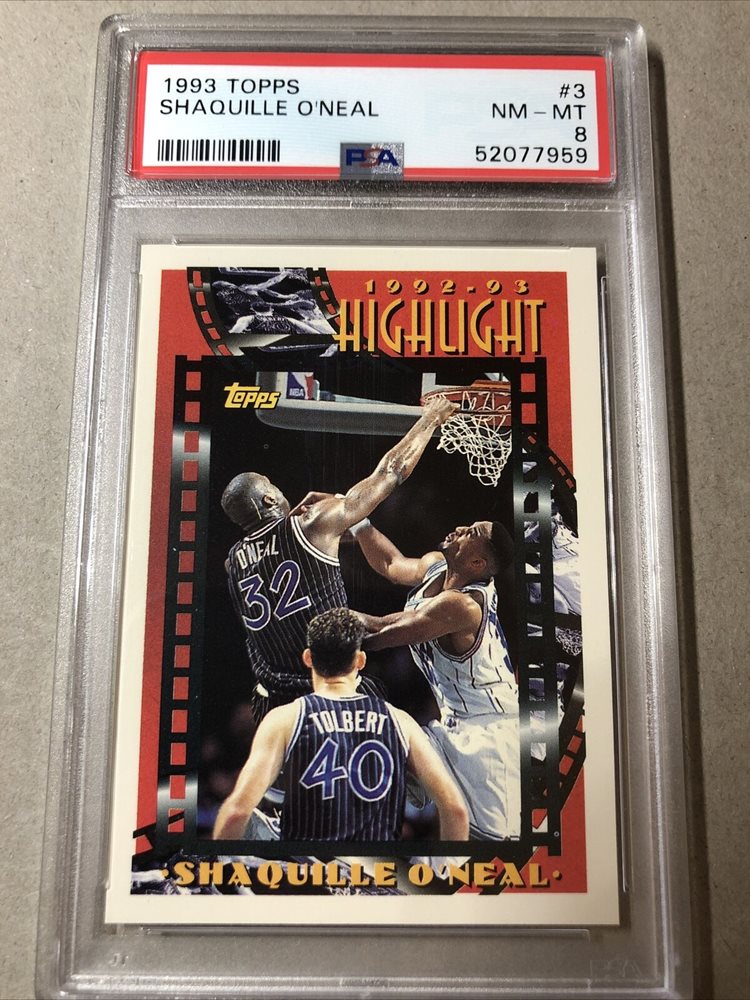 1993 TOPPS #3
SHAQUILLE O'NEAL NM - MT
8
PSA 52077959
1992-93
HIGHLIGHT
NBA
Topps
O'NEAL
32
TOLBERT
40
·SHAQUILLE O'NEAL·